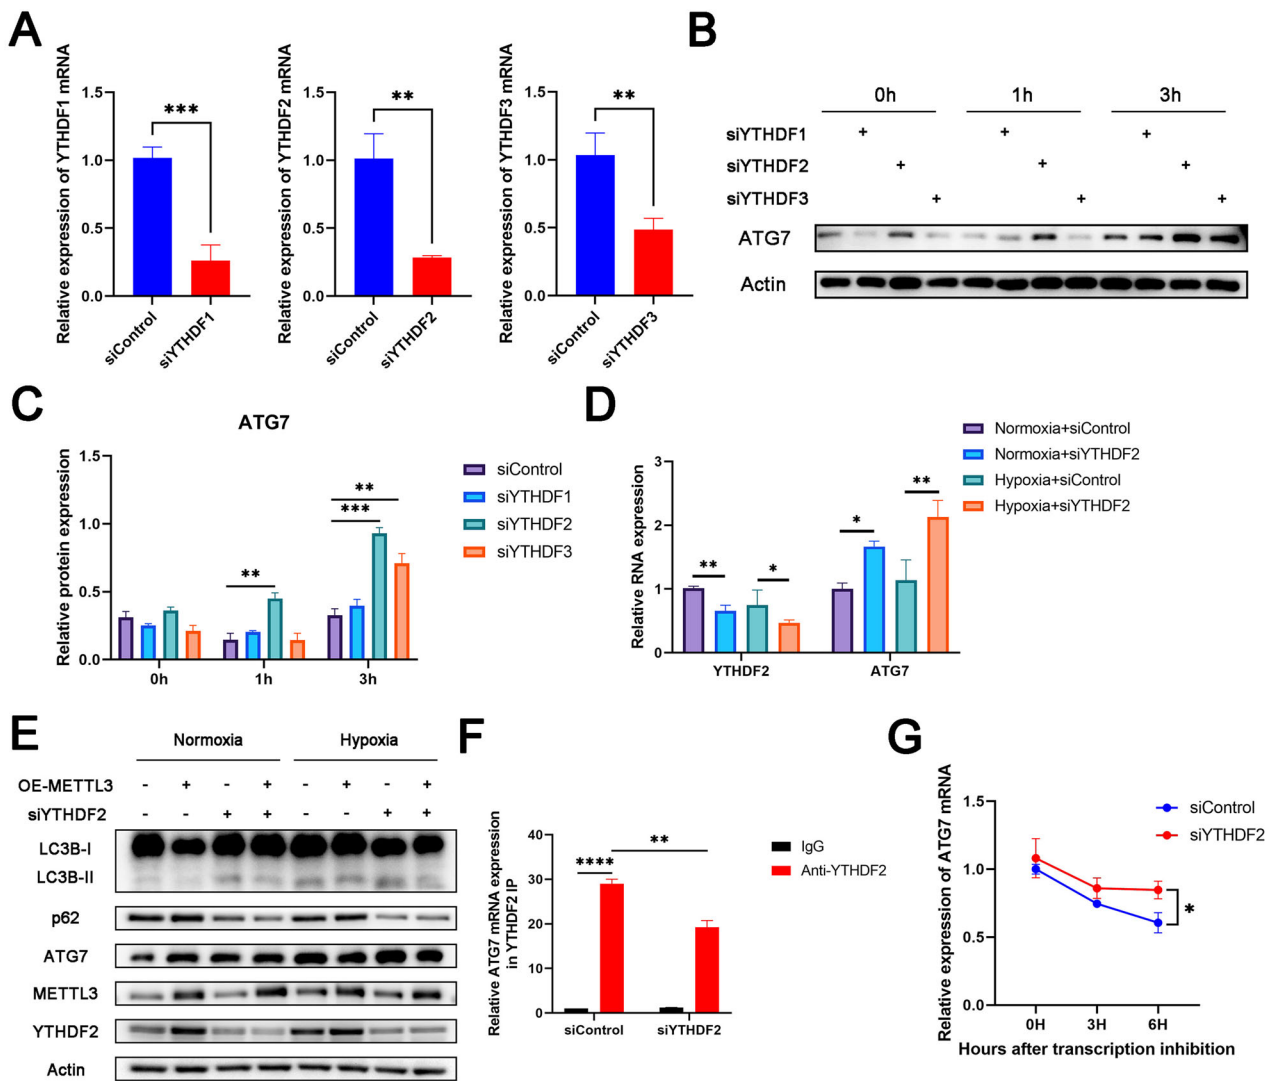 A
Relative expression of YTHDF1 mRNA
1.5
1.0
0.5
0.0
***
siControl
siYTHDF1
Relative expression of YTHDF2 mRNA
1.5
1.0
0.5
0.0
**
siControl
siYTHDF2
Relative expression of YTHDF3 mRNA
1.5
1.0
0.5
0.0
**
siControl
siYTHDF3
B
0h 1h 3h
siYTHDF1 + + +
siYTHDF2 + + +
siYTHDF3 + + +
ATG7
Actin
C
ATG7
Relative protein expression
1.5
1.0
0.5
0.0
**
**
***
0h 1h 3h
siControl
siYTHDF1
siYTHDF2
siYTHDF3
D
Relative RNA expression
3
2
1
0
** * * **
YTHDF2 ATG7
Normoxia+siControl
Normoxia+siYTHDF2
Hypoxia+siControl
Hypoxia+siYTHDF2
E
Normoxia Hypoxia
OE-METTL3 - + - + - + - +
siYTHDF2 - - + + - - + +
LC3B-I
LC3B-II
p62
ATG7
METTL3
YTHDF2
Actin
F
Relative ATG7 mRNA expression
in YTHDF2 IP
40
30
20
10
0
****
**
siControl siYTHDF2
IgG
Anti-YTHDF2
G
Relative expression of ATG7 mRNA
1.5
1.0
0.5
0.0
*
0H 3H 6H
Hours after transcription inhibition
siControl
siYTHDF2